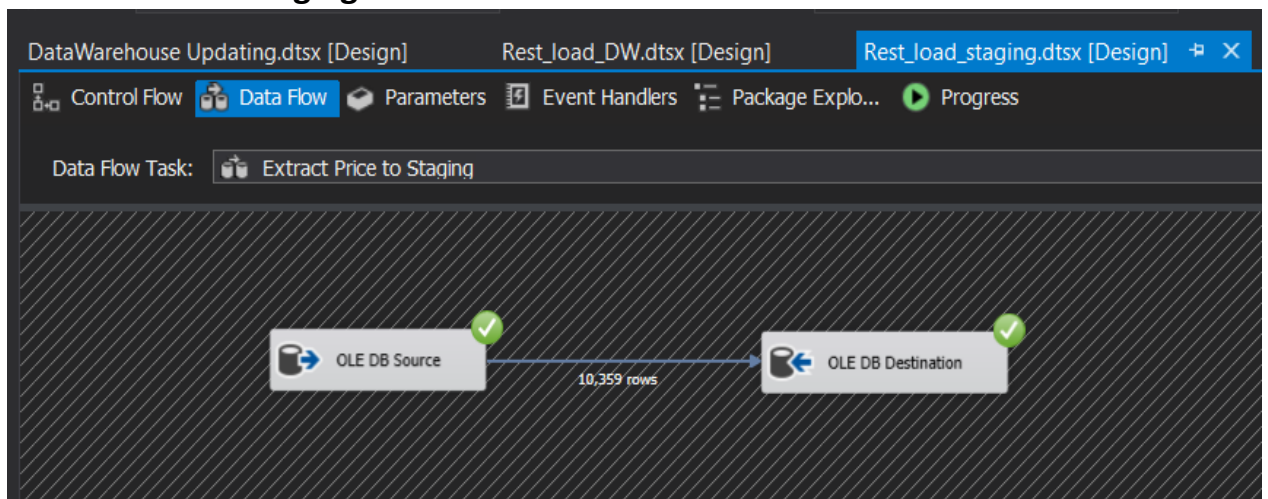 DataWarehouse Updating.dtsx [Design] Rest_load_DW.dtsx [Design] Rest_load_staging.dtsx [Design]
Control Flow Data Flow Parameters Event Handlers Package Explo... Progress
Data Flow Task: Extract Price to Staging
OLE DB Source OLE DB Destination
10,359 rows